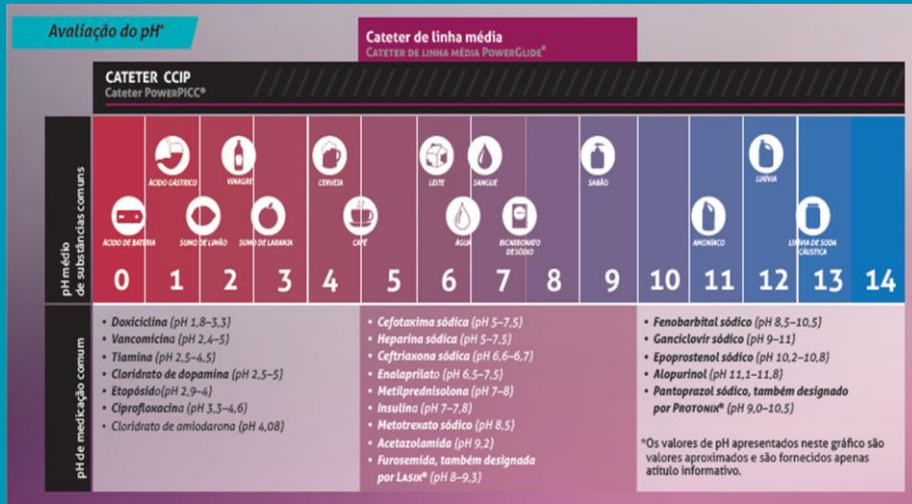 Avaliação do pH*
Cateter de linha média
CATETER DE LINHA MÉDIA POWERGLIDE®
CATETER CCIP
Cateter POWERPICC®
pH médio
de substâncias comuns
ÁCIDO GÁSTRICO
VINAGRE
CERVEJA
LEITE
SANGUE
SABÃO
LIXÍVIA
ÁCIDO DE BATERIA
SUMO DE LIMÃO
SUMO DE LARANJA
CAFÉ
ÁGUA
BICARBONATO
DE SÓDIO
AMONÍACO
LIXÍVIA DE SODA
CÁUSTICA
0 1 2 3 4 5 6 7 8 9 10 11 12 13 14
pH de medicação comum
• Doxiciclina (pH 1,8–3,3)
• Vancomicina (pH 2,4–5)
• Tiamina (pH 2,5–4,5)
• Cloridrato de dopamina (pH 2,5–5)
• Etopósido(pH 2,9–4)
• Ciprofloxacina (pH 3,3–4,6)
• Cloridrato de amiodarona (pH 4,08)
• Cefotaxima sódica (pH 5–7,5)
• Heparina sódica (pH 5–7,5)
• Ceftriaxona sódica (pH 6,6–6,7)
• Enalaprilato (pH 6,5–7,5)
• Metilprednisolona (pH 7–8)
• Insulina (pH 7–7,8)
• Metotrexato sódico (pH 8,5)
• Acetazolamida (pH 9,2)
• Furosemida, também designada
por LASIX® (pH 8–9,3)
• Fenobarbital sódico (pH 8,5–10,5)
• Ganciclovir sódico (pH 9–11)
• Epoprostenol sódico (pH 10,2–10,8)
• Alopurinol (pH 11,1–11,8)
• Pantoprazol sódico, também designado
por PROTONIX® (pH 9,0–10,5)
*Os valores de pH apresentados neste gráfico são
valores aproximados e são fornecidos apenas
atítulo informativo.